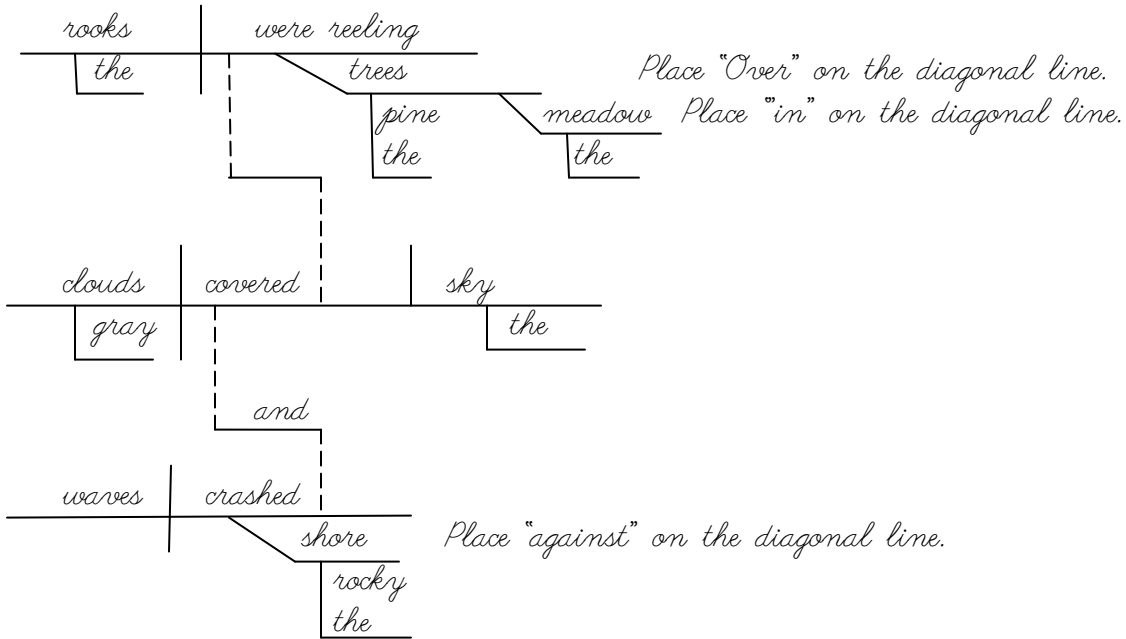 rooks were reeling
the trees Place "Over" on the diagonal line.
pine meadow Place "in" on the diagonal line.
the the
clouds covered sky
gray the
and
waves crashed
shore Place "against" on the diagonal line.
rocky
the